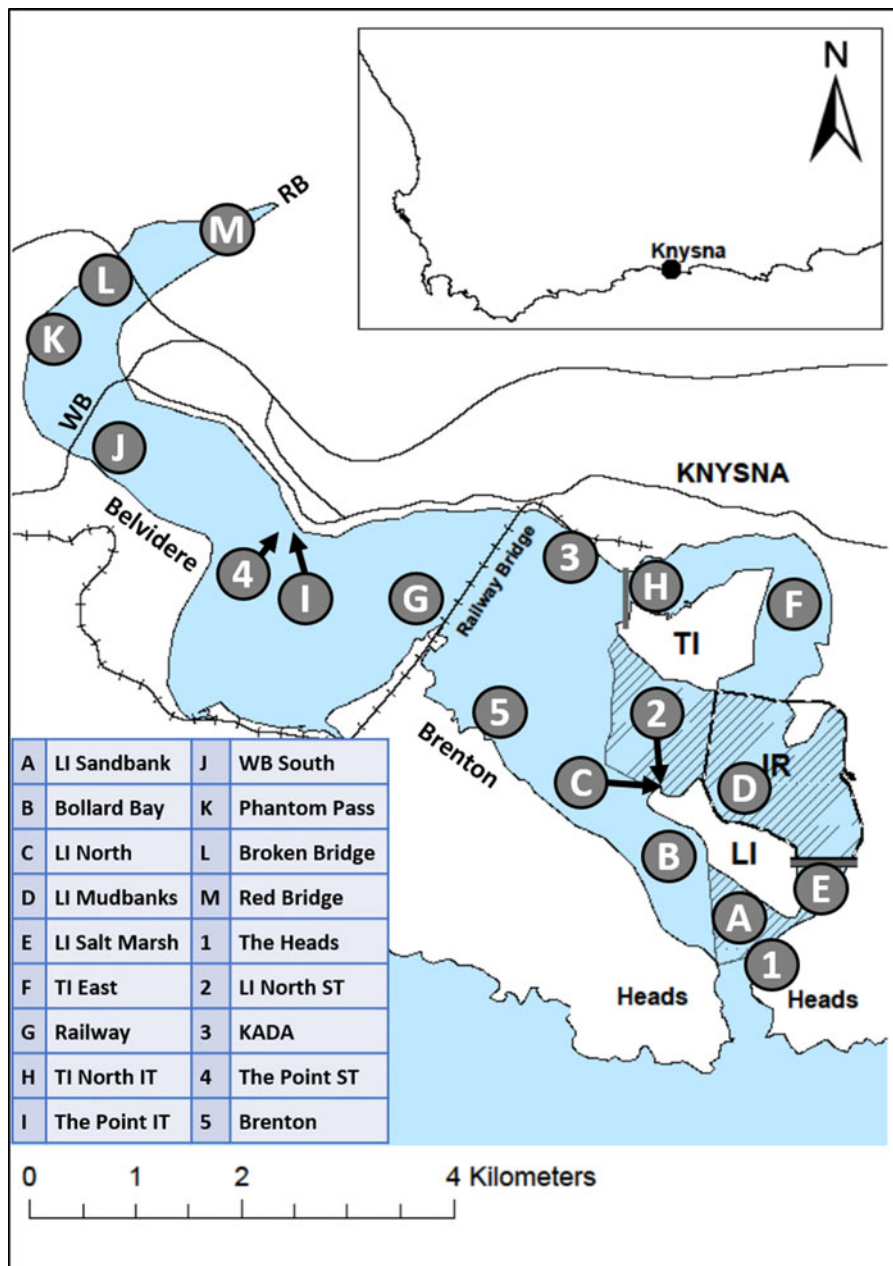 N
Knysna
RB
M
L
K
WB
J
KNYSNA
Belvidere
Railway Bridge
3
4
I
G
H
F
TI
5
2
Brenton
C
IR
D
B
LI
E
A
1
Heads
Heads
A LI Sandbank J WB South
B Bollard Bay K Phantom Pass
C LI North L Broken Bridge
D LI Mudbanks M Red Bridge
E LI Salt Marsh 1 The Heads
F TI East 2 LI North ST
G Railway 3 KADA
H TI North IT 4 The Point ST
I The Point IT 5 Brenton
0 1 2 4 Kilometers